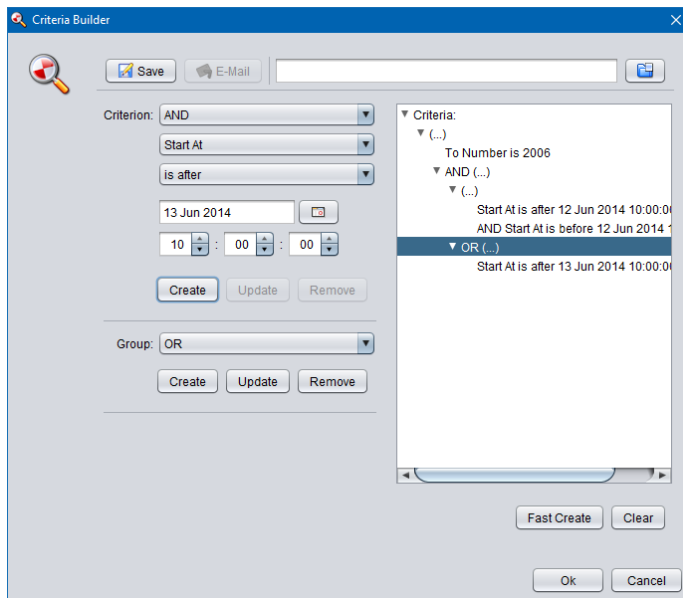 Criteria Builder
Save
E-Mail
Criterion: AND
Start At
is after
13 Jun 2014
10 : 00 : 00
Create Update Remove
Group: OR
Create Update Remove
Criteria:
(...)
To Number is 2006
AND (...)
(...)
Start At is after 12 Jun 2014 10:00:0
AND Start At is before 12 Jun 2014 1
OR (...)
Start At is after 13 Jun 2014 10:00:0
Fast Create Clear
Ok Cancel